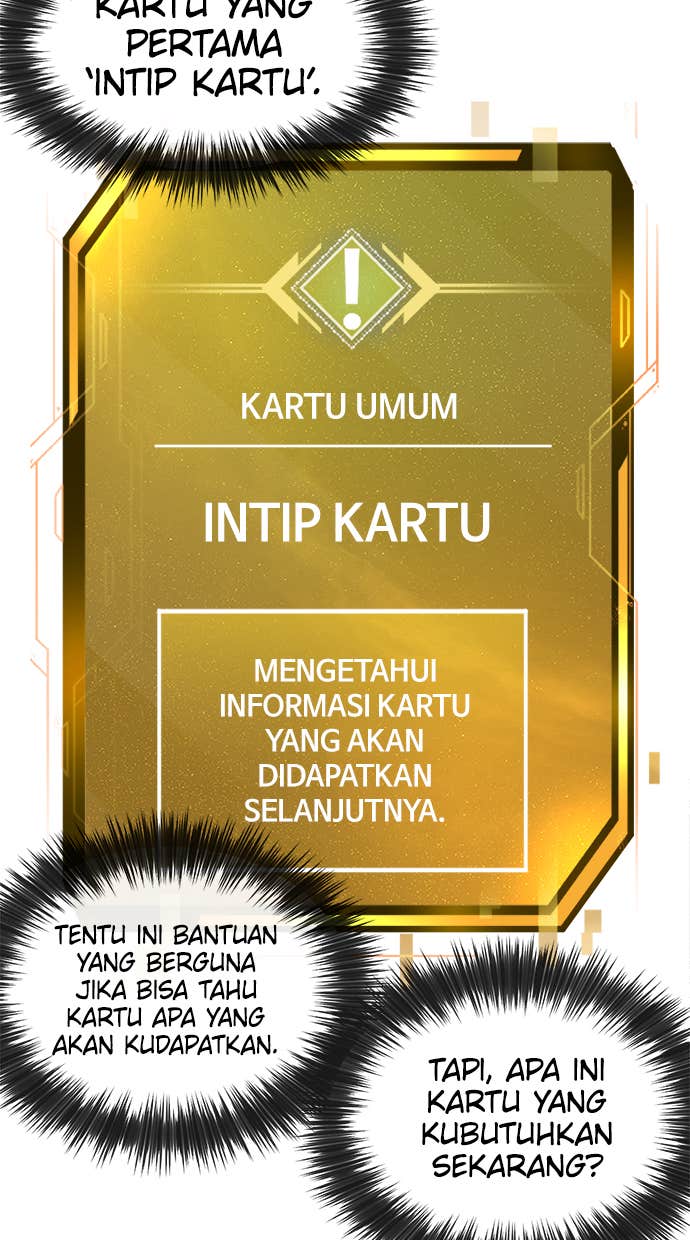 KARTU YANG
PERTAMA
'INTIP KARTU'.
!
KARTU UMUM
INTIP KARTU
MENGETAHUI
INFORMASI KARTU
YANG AKAN
DIDAPATKAN
SELANJUTNYA.
TENTU INI BANTUAN
YANG BERGUNA
JIKA BISA TAHU
KARTU APA YANG
AKAN KUDAPATKAN.
TAPI, APA INI
KARTU YANG
KUBUTUHKAN
SEKARANG?